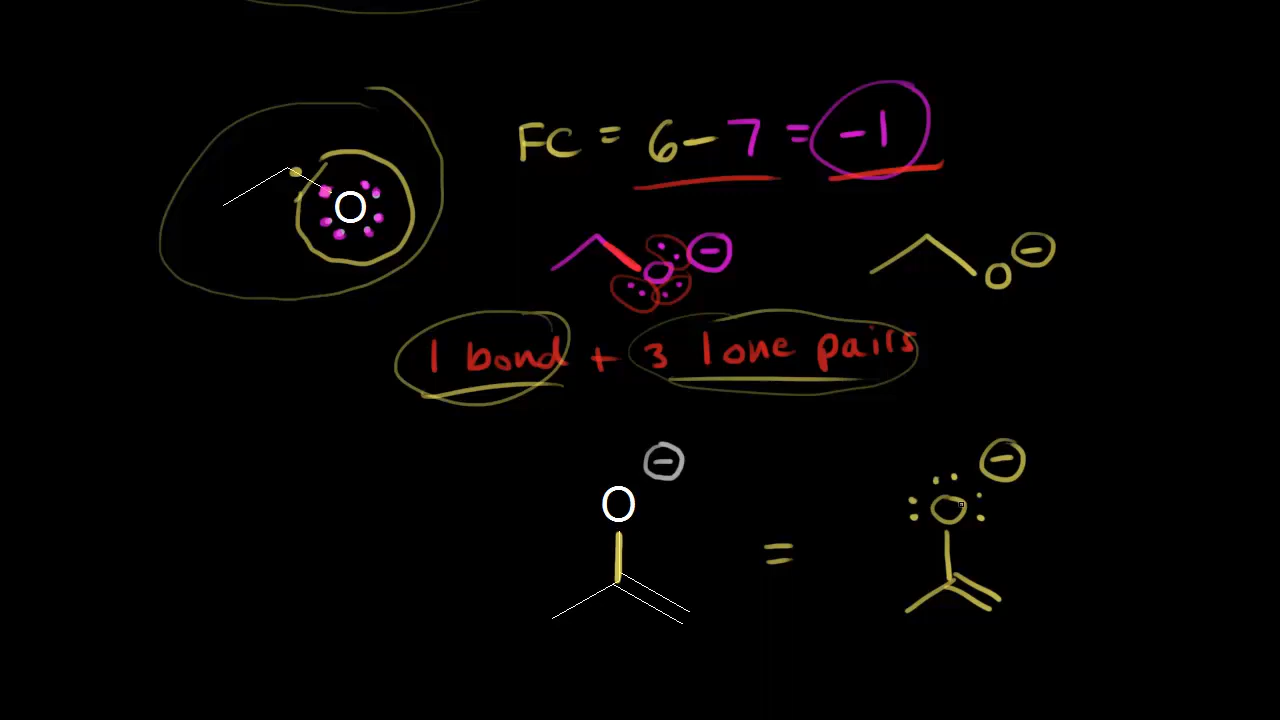 FC = 6 - 7 = -1
O
O -
O -
1 bond + 3 lone pairs
O - = O -